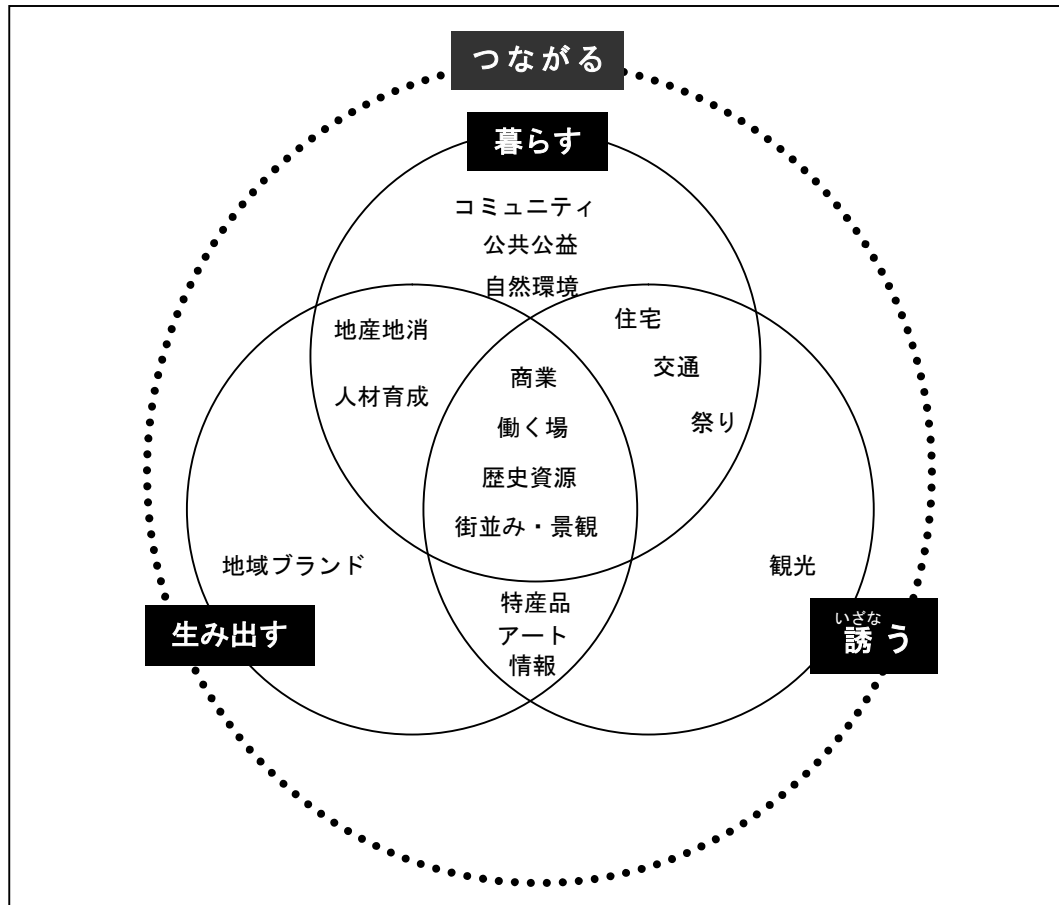 つながる
暮らす
コミュニティ
公共公益
自然環境
地産地消
人材育成
住宅
交通
祭り
商業
働く場
歴史資源
街並み・景観
地域ブランド
観光
特産品
アート
情報
生み出す
いざな
誘う